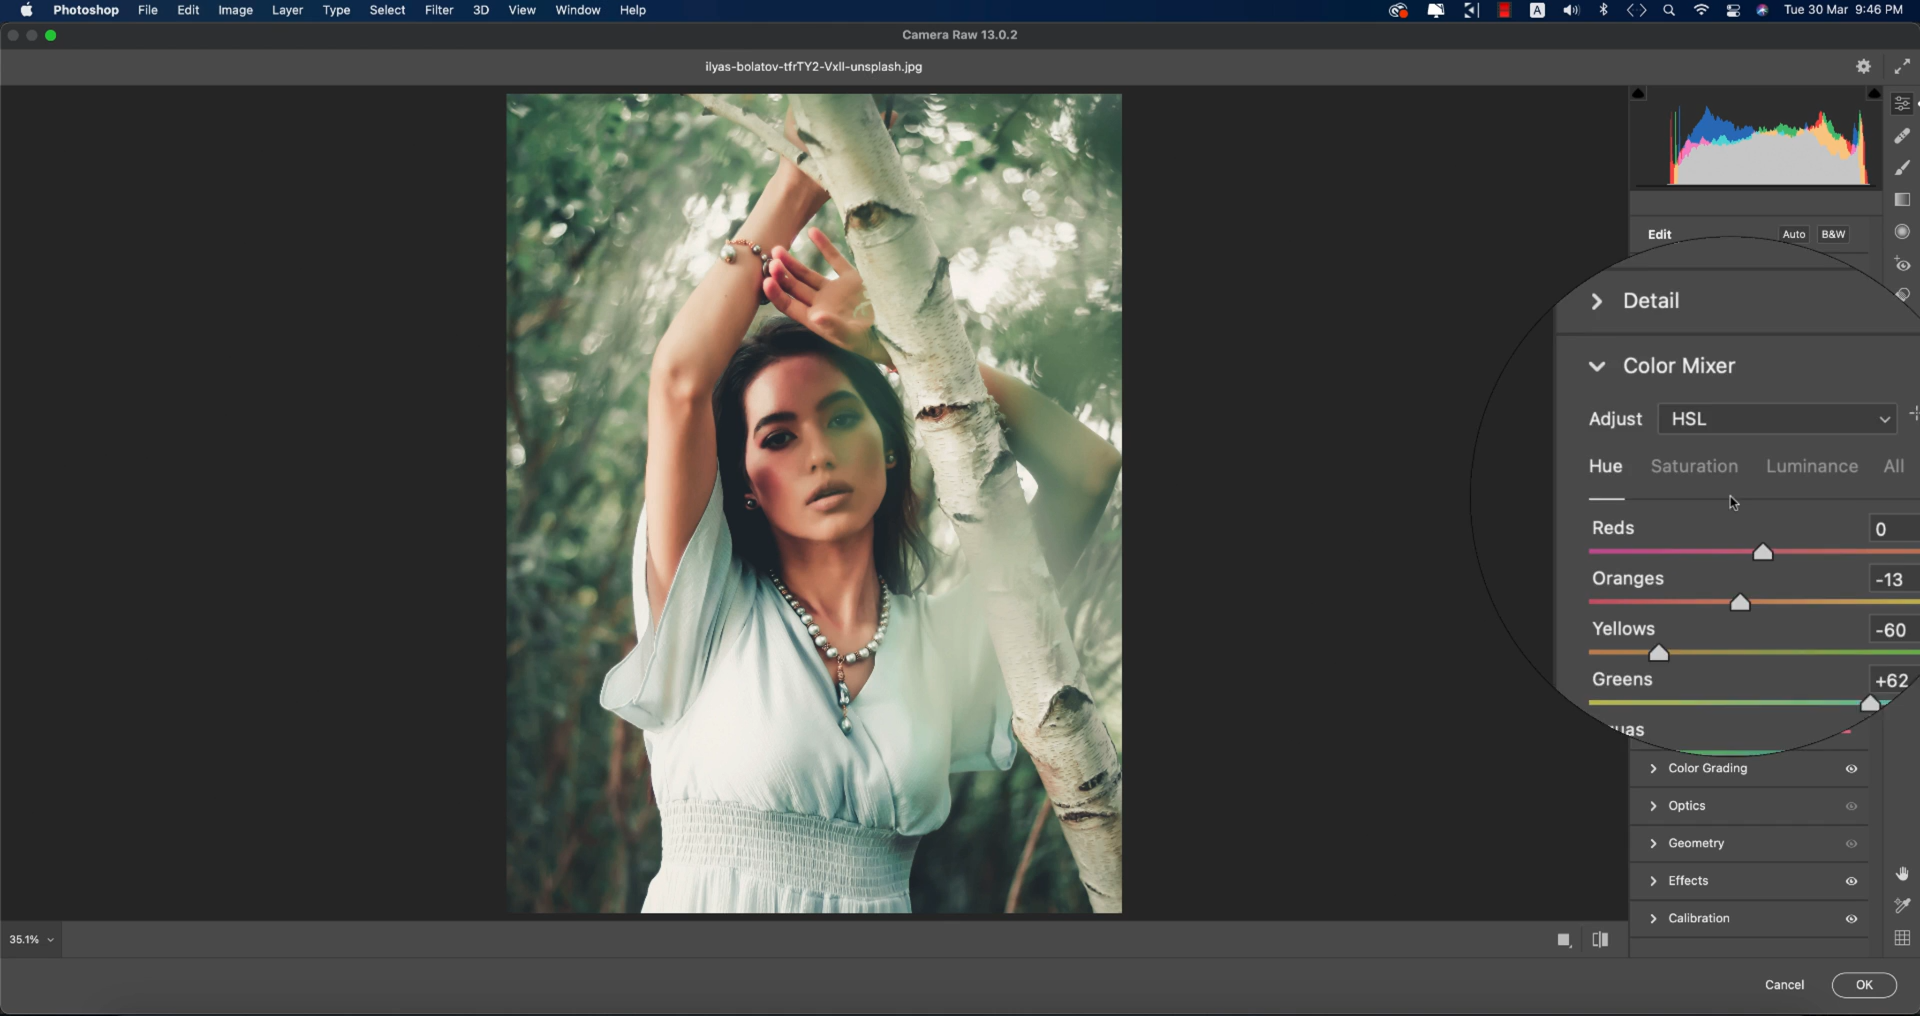 Photoshop File Edit Image Layer Type Select Filter 3D View Window Help A Tue 30 Mar 9:46 PM
Camera Raw 13.0.2
ilyas-bolatov-tfrTY2-VxlI-unsplash.jpg
Edit Auto B&W
Detail
Color Mixer
Adjust HSL
Hue Saturation Luminance All
Reds 0
Oranges -13
Yellows -60
Greens +62
uas
Color Grading
Optics
Geometry
Effects
Calibration
35.1%
Cancel OK